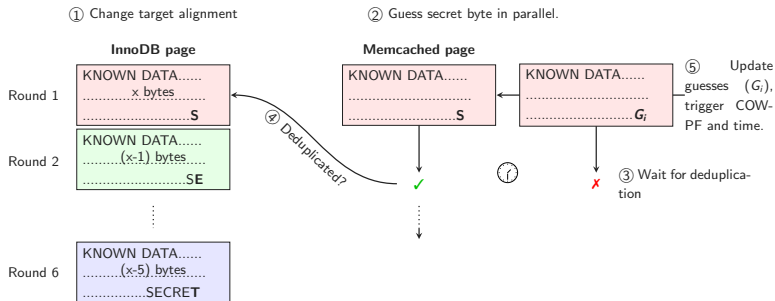 ① Change target alignment
② Guess secret byte in parallel.
InnoDB page
Memcached page
Round 1
KNOWN DATA......
x bytes
S
KNOWN DATA......
S
KNOWN DATA......
Gᵢ
⑤ Update
guesses (Gᵢ),
trigger COW-
PF and time.
④ Deduplicated?
Round 2
KNOWN DATA......
(x-1) bytes
SE
✓
✗
③ Wait for deduplica-
tion
Round 6
KNOWN DATA......
(x-5) bytes
SECRET